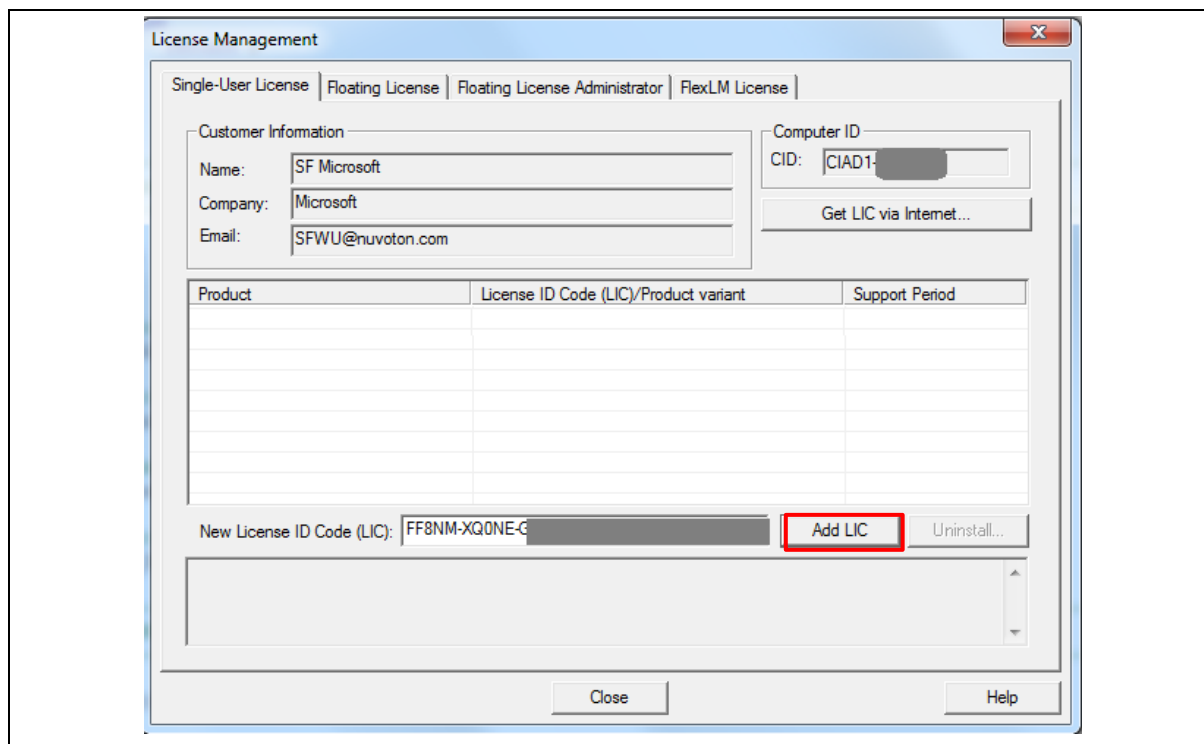 License Management
Single-User License Floating License Floating License Administrator FlexLM License
Customer Information
Name: SF Microsoft
Company: Microsoft
Email: SFWU@nuvoton.com
Computer ID
CID: CIAD1-
Get LIC via Internet...
Product License ID Code (LIC)/Product variant Support Period
New License ID Code (LIC): FF8NM-XQ0NE-G Add LIC Uninstall...
Close Help